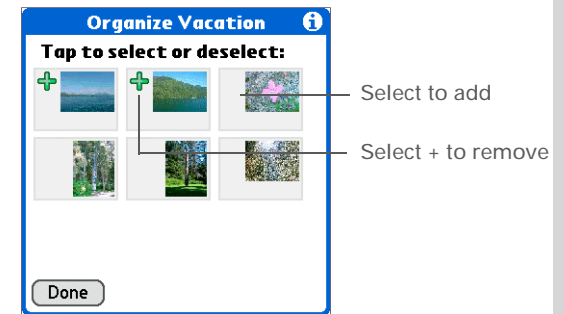 Organize Vacation
Tap to select or deselect:
Select to add
Select + to remove
Done